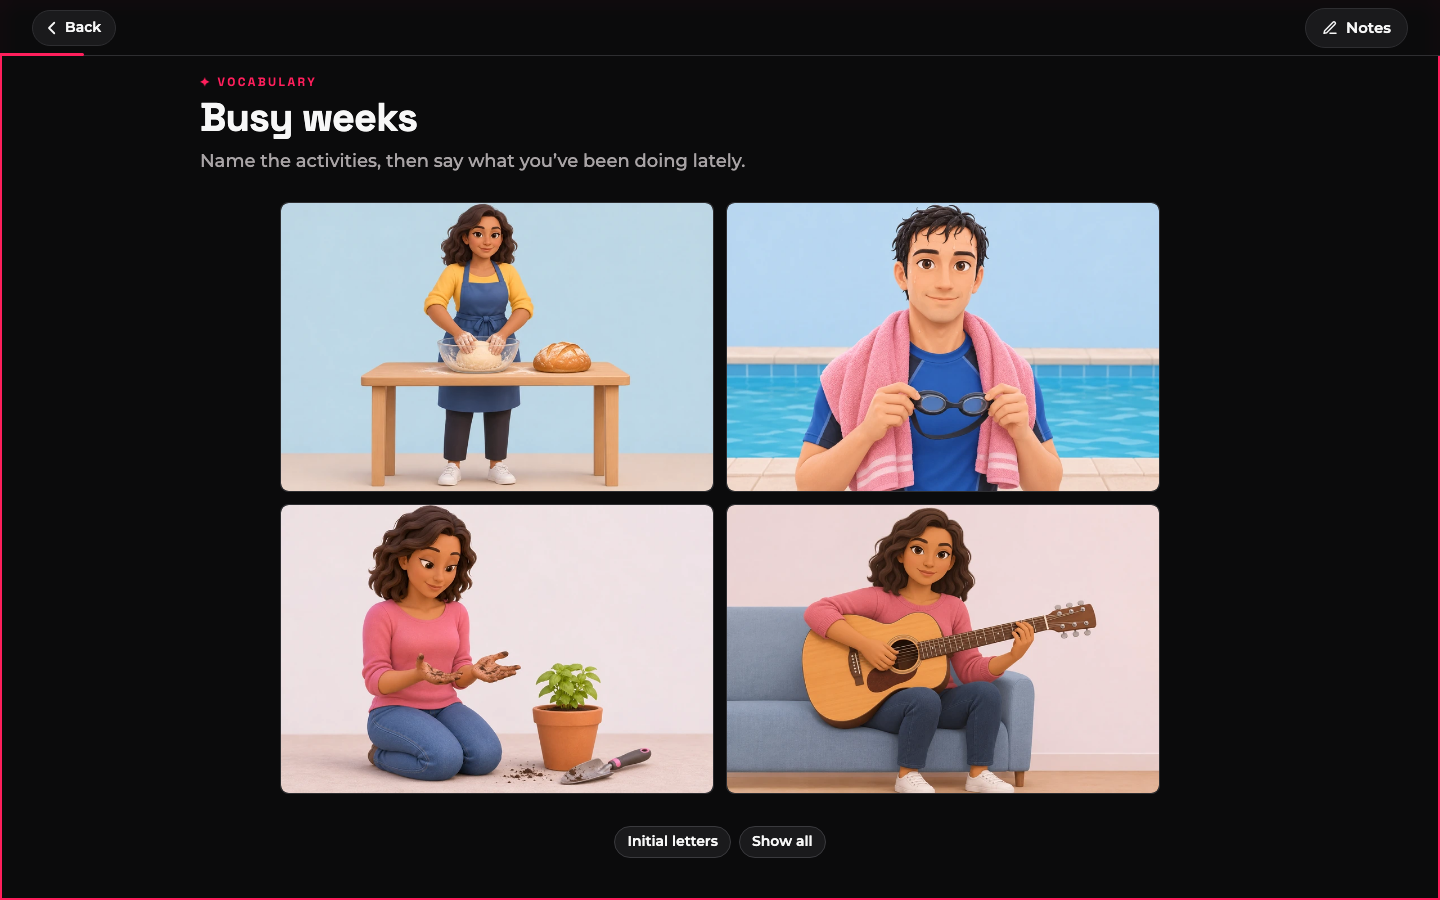 Back
Notes
VOCABULARY
Busy weeks
Name the activities, then say what you’ve been doing lately.
Initial letters
Show all